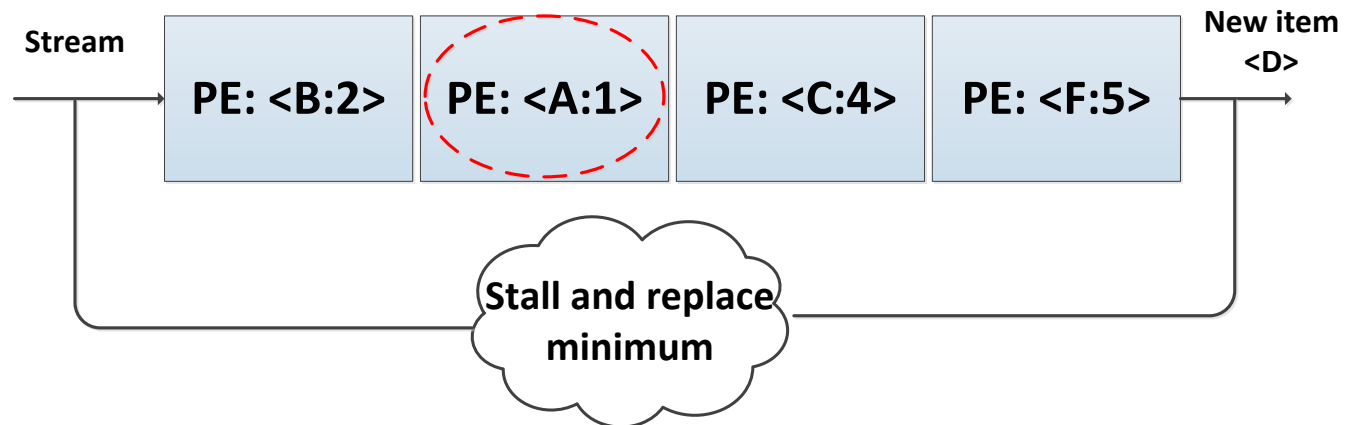 Stream
PE: <B:2>
PE: <A:1>
PE: <C:4>
PE: <F:5>
New item
<D>
Stall and replace
minimum